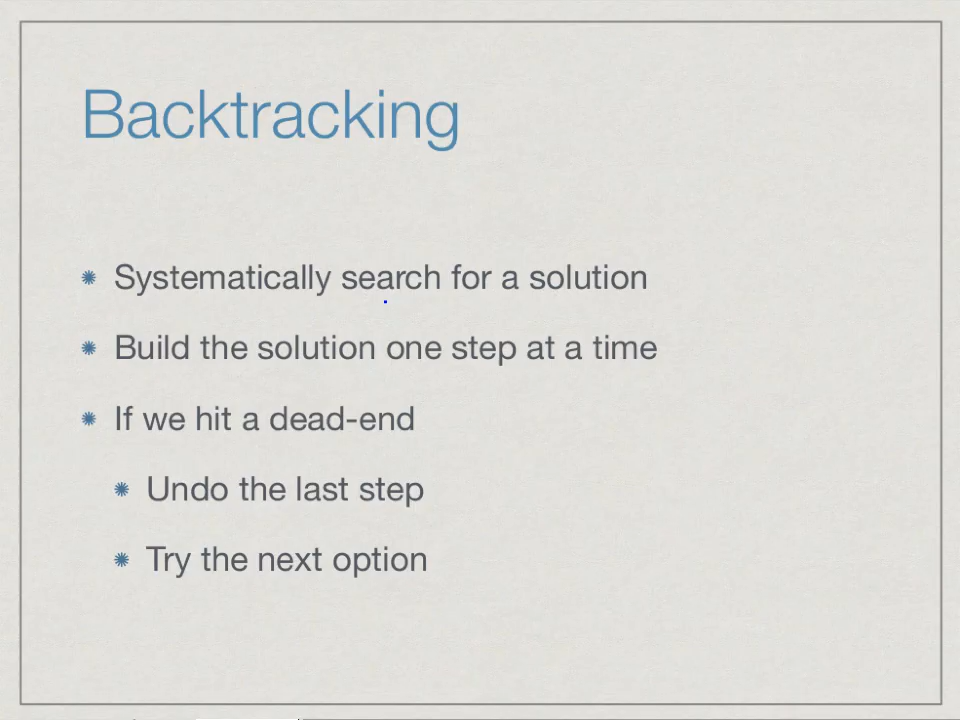 Backtracking
Systematically search for a solution
Build the solution one step at a time
If we hit a dead-end
Undo the last step
Try the next option